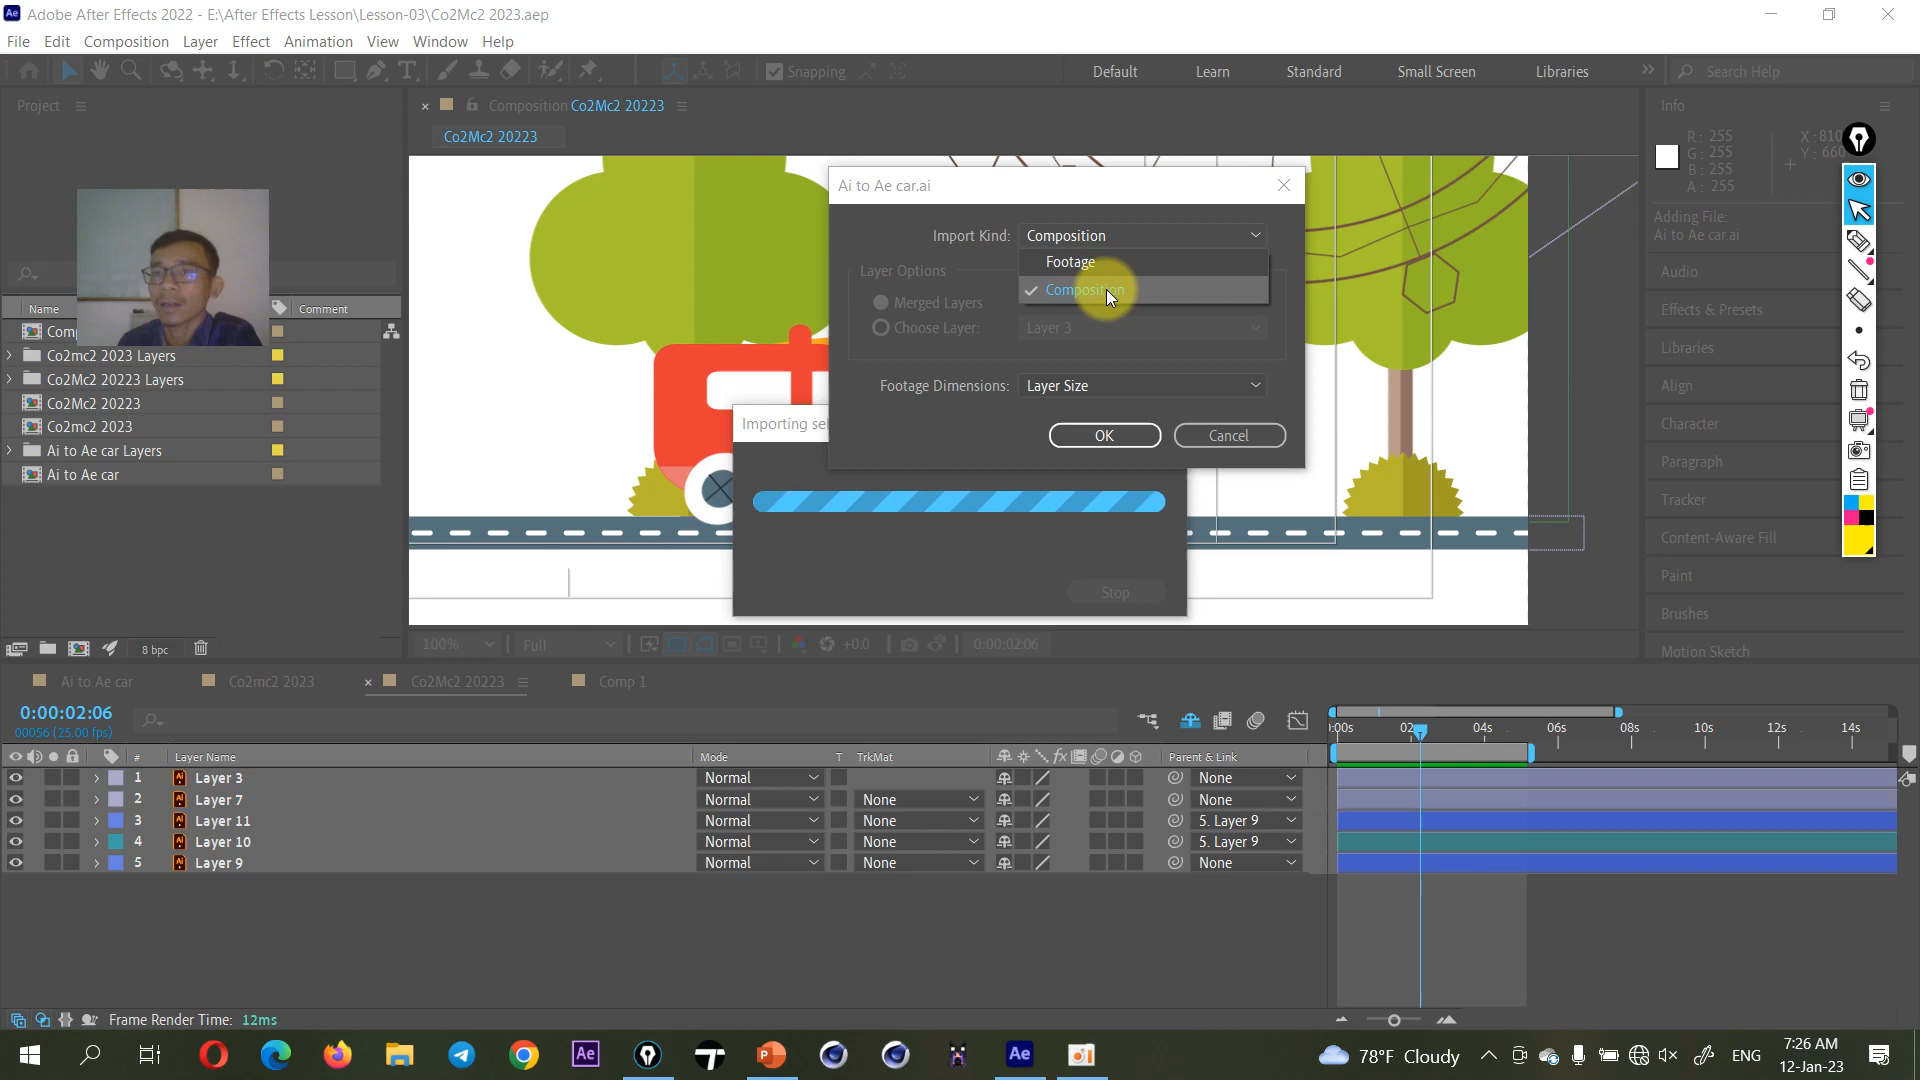 Adobe After Effects 2022 - E:\After Effects Lesson\Lesson-03\Co2Mc2 2023.aep
File Edit Composition Layer Effect Animation View Window Help
Snapping
Default Learn Standard Small Screen Libraries
Search Help
Project
Composition Co2Mc2 20223
Co2Mc2 20223
Info
R: 255
G: 255
B: 255
A: 255
X: 810
Y: 660
Adding File:
Ai to Ae car.ai
Audio
Effects & Presets
Libraries
Align
Character
Paragraph
Tracker
Content-Aware Fill
Paint
Brushes
Motion Sketch
Name Comment
Comp
Co2mc2 2023 Layers
Co2Mc2 20223 Layers
Co2Mc2 20223
Co2mc2 2023
Ai to Ae car Layers
Ai to Ae car
8 bpc
Ai to Ae car.ai
Import Kind: Composition
Footage
Composition
Layer Options
Merged Layers
Choose Layer: Layer 3
Footage Dimensions: Layer Size
OK Cancel
Importing sel
Stop
100% Full +0.0 0:00:02:06
Ai to Ae car Co2mc2 2023 Co2Mc2 20223 Comp 1
0:00:02:06
00056 (25.00 fps)
:00s 02 04s 06s 08s 10s 12s 14s
# Layer Name Mode T TrkMat Parent & Link
1 Layer 3 Normal None
2 Layer 7 Normal None None
3 Layer 11 Normal None 5. Layer 9
4 Layer 10 Normal None 5. Layer 9
5 Layer 9 Normal None None
Frame Render Time: 12ms
78°F Cloudy ENG
7:26 AM
12-Jan-23